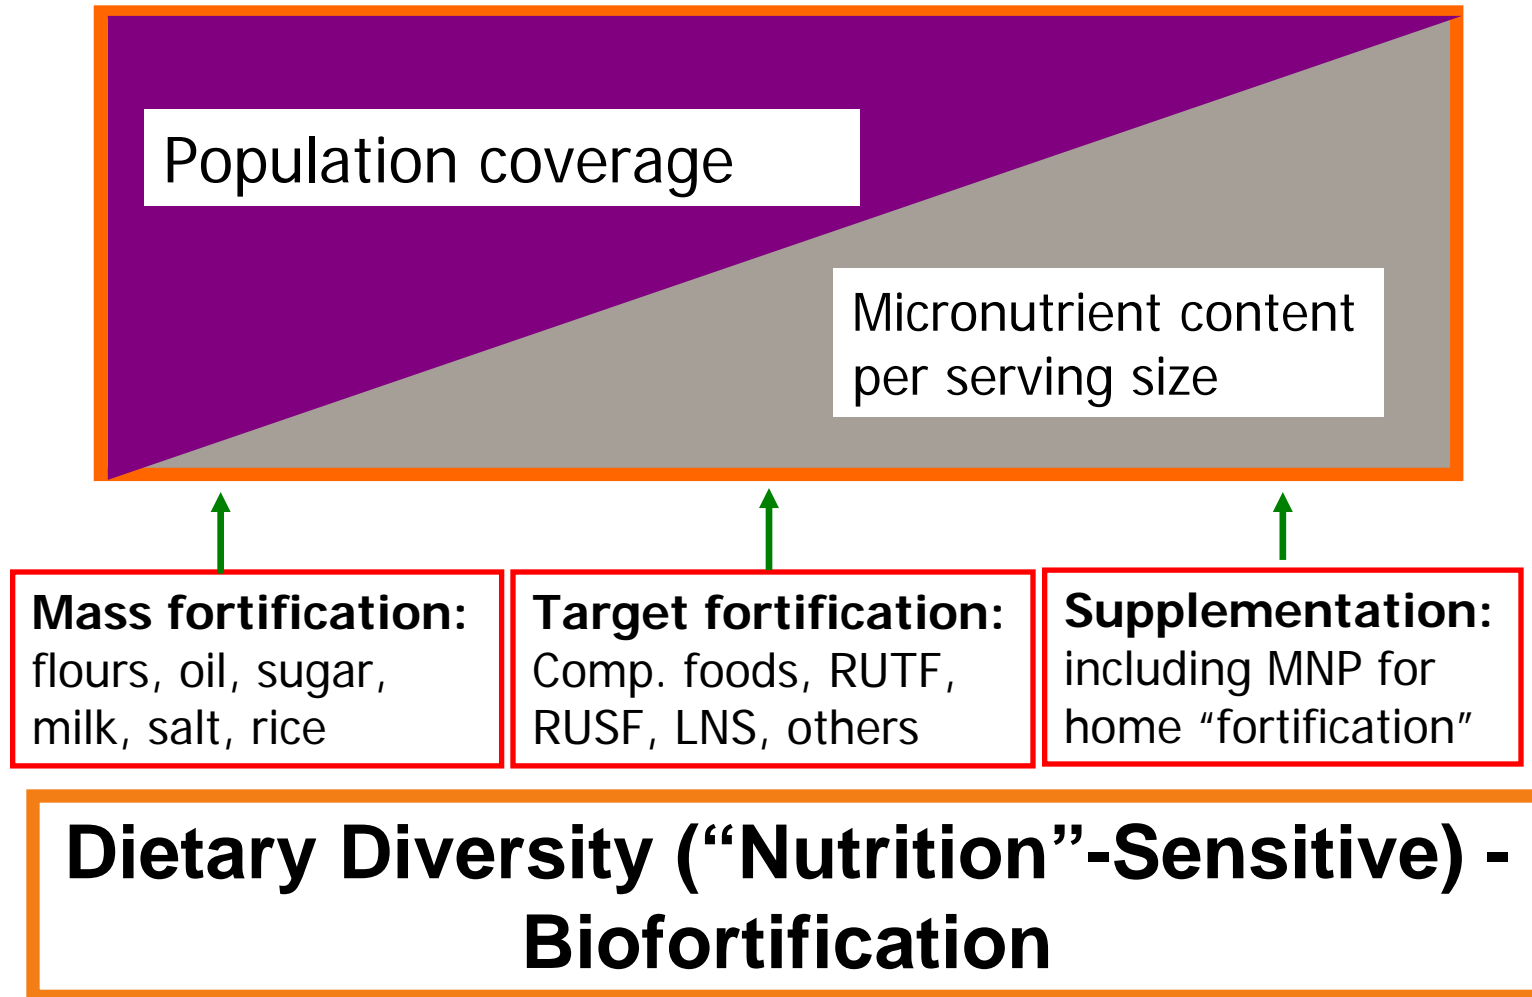 Population coverage
Micronutrient content
per serving size
Mass fortification:
flours, oil, sugar,
milk, salt, rice
Target fortification:
Comp. foods, RUTF,
RUSF, LNS, others
Supplementation:
including MNP for
home “fortification”
Dietary Diversity (“Nutrition”-Sensitive) -
Biofortification